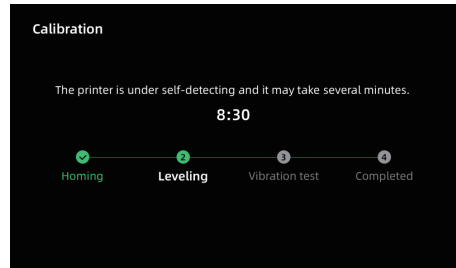 Calibration
The printer is under self-detecting and it may take several minutes.
8:30
2 3 4
Homing Leveling Vibration test Completed